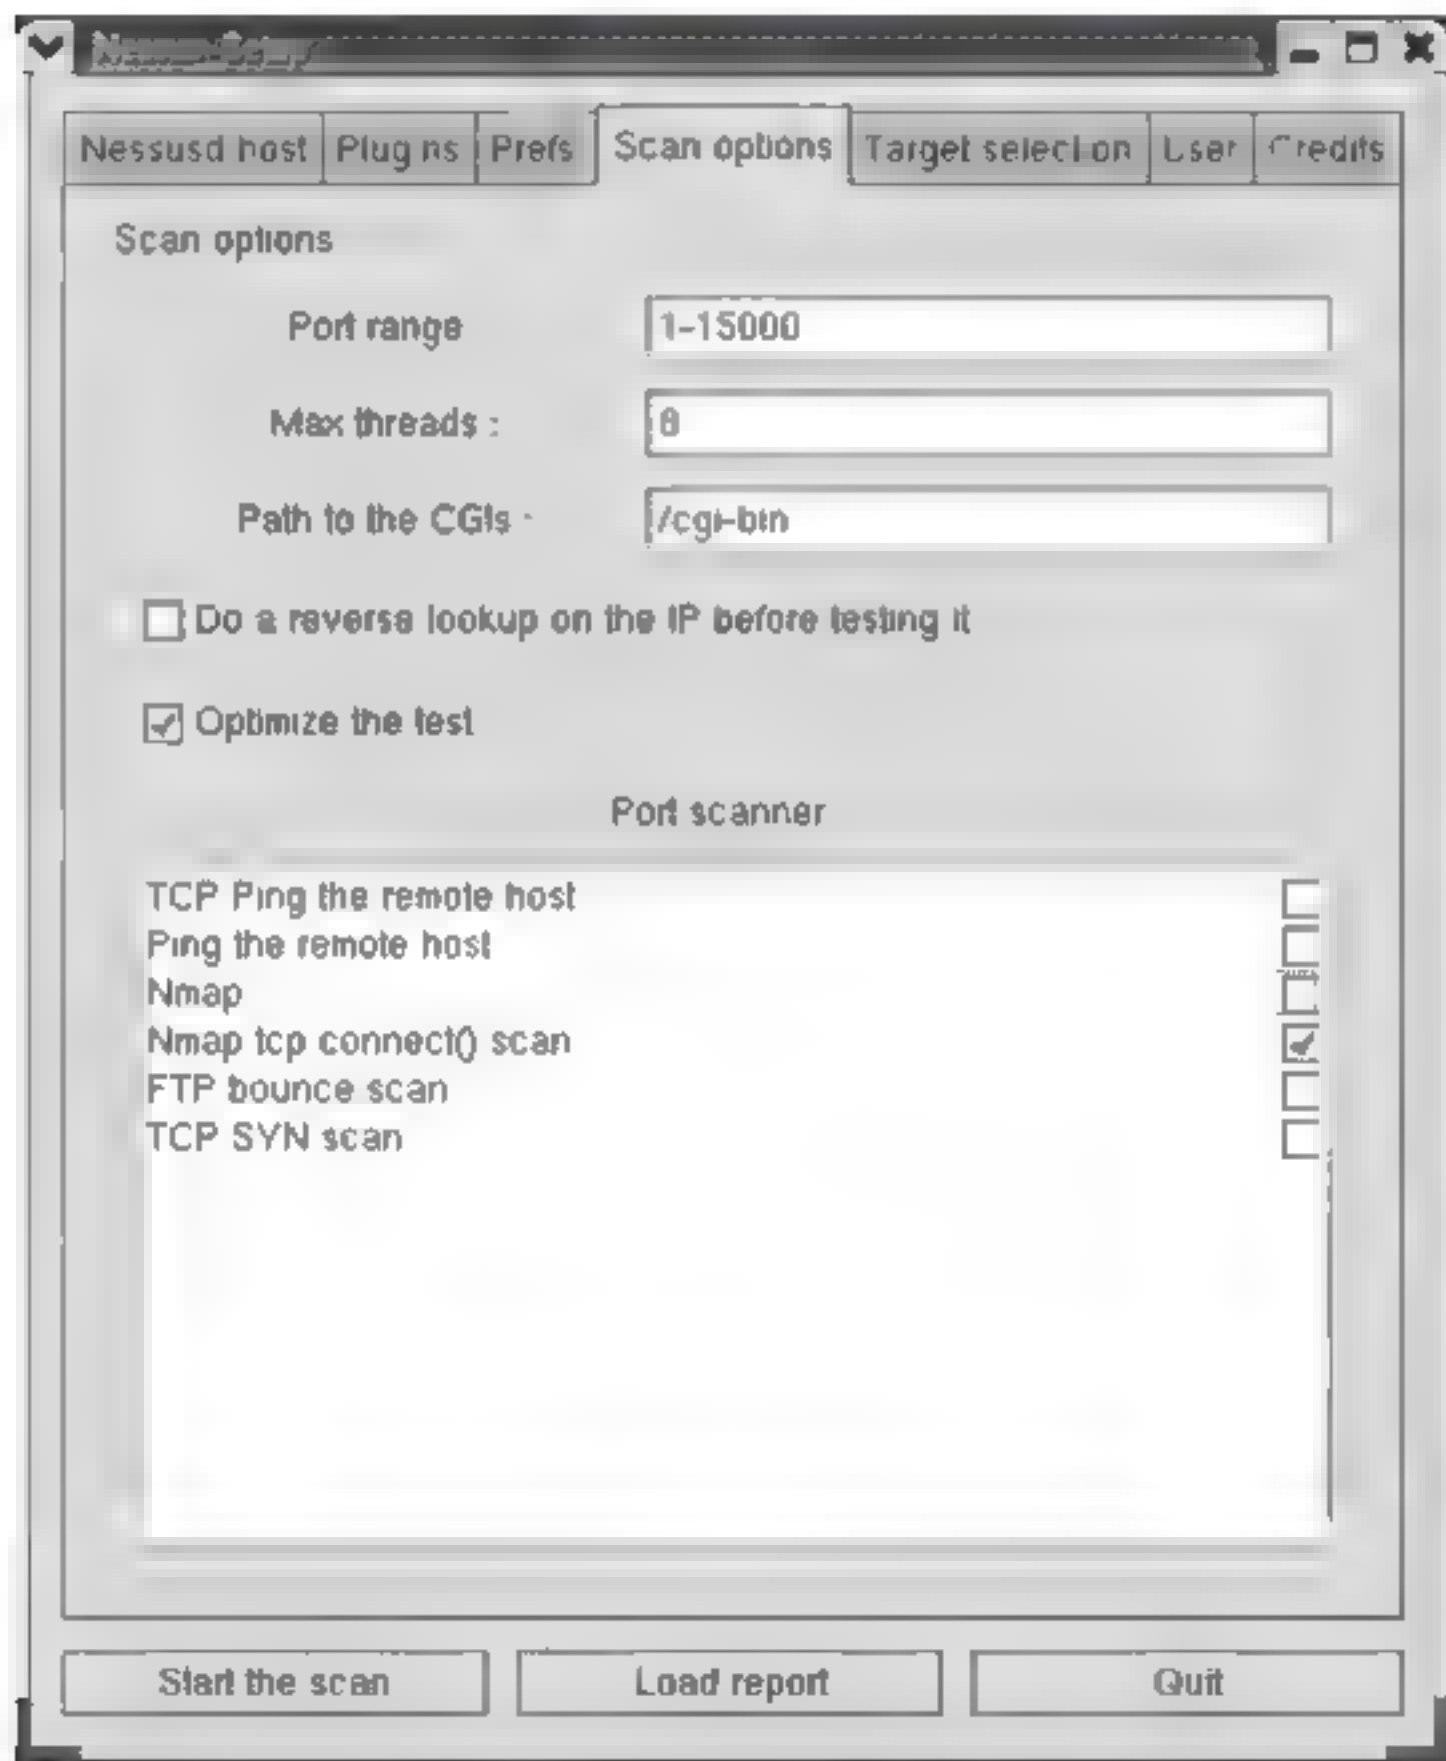 Nessusd host Plugins Prefs Scan options Target selection User Credits
Scan options
Port range 1-15000
Max threads : 8
Path to the CGIs : /cgi-bin
Do a reverse lookup on the IP before testing it
Optimize the test
Port scanner
TCP Ping the remote host
Ping the remote host
Nmap
Nmap tcp connect() scan
FTP bounce scan
TCP SYN scan
Start the scan Load report Quit